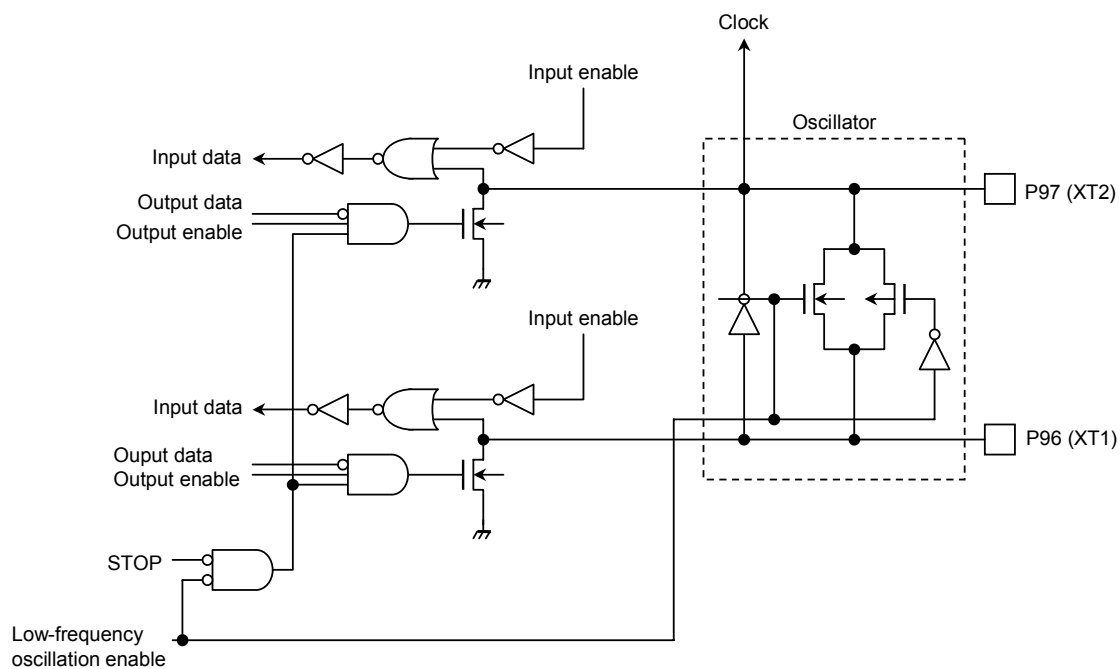 Clock
Input enable
Oscillator
Input data
P97 (XT2)
Output data
Output enable
Input enable
Input data
P96 (XT1)
Ouput data
Output enable
STOP
Low-frequency
oscillation enable